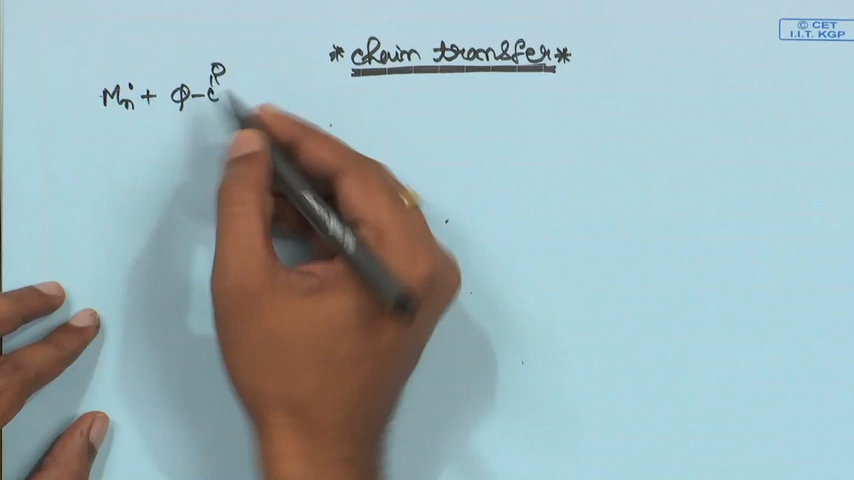 © CET
I.I.T. KGP
*chain transfer*
O
Mn• + Φ-C